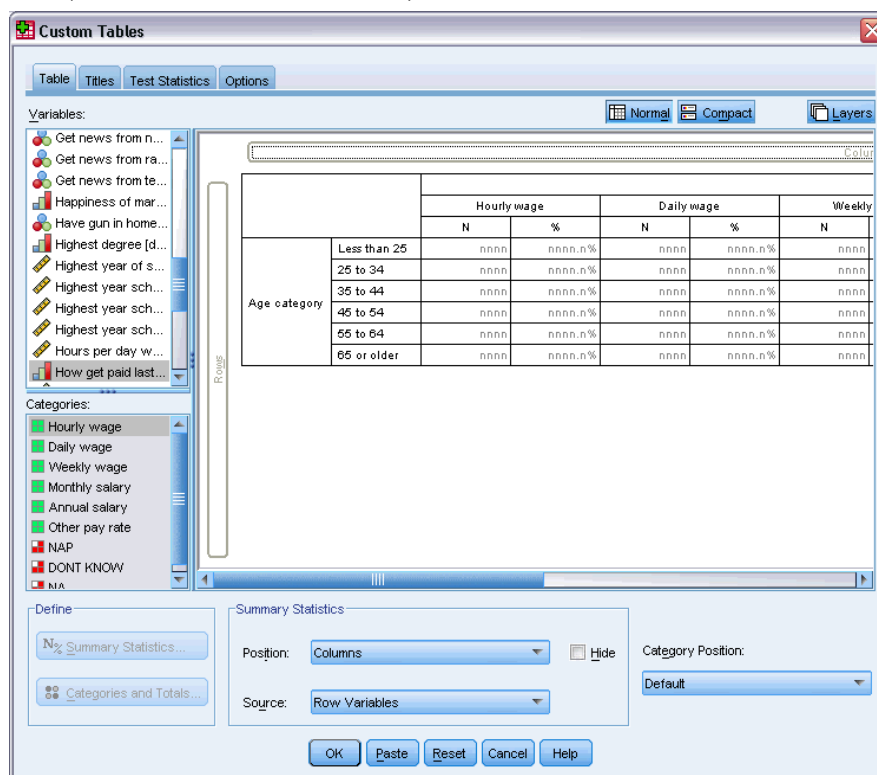 Custom Tables
Table Titles Test Statistics Options
Variables:
Normal Compact Layers
Get news from n...
Get news from ra...
Get news from te...
Happiness of mar...
Have gun in home...
Highest degree [d...
Highest year of s...
Highest year sch...
Highest year sch...
Highest year sch...
Hours per day w...
How get paid last...
Categories:
Hourly wage
Daily wage
Weekly wage
Monthly salary
Annual salary
Other pay rate
NAP
DONT KNOW
NA
Rows
Hourly wage Daily wage Weekly
N % N % N
Age category
Less than 25 nnnn nnnn.n% nnnn nnnn.n% nnnn
25 to 34 nnnn nnnn.n% nnnn nnnn.n% nnnn
35 to 44 nnnn nnnn.n% nnnn nnnn.n% nnnn
45 to 54 nnnn nnnn.n% nnnn nnnn.n% nnnn
55 to 64 nnnn nnnn.n% nnnn nnnn.n% nnnn
65 or older nnnn nnnn.n% nnnn nnnn.n% nnnn
Define
N% Summary Statistics...
Categories and Totals...
Summary Statistics
Position: Columns Hide
Source: Row Variables
Category Position:
Default
OK Paste Reset Cancel Help